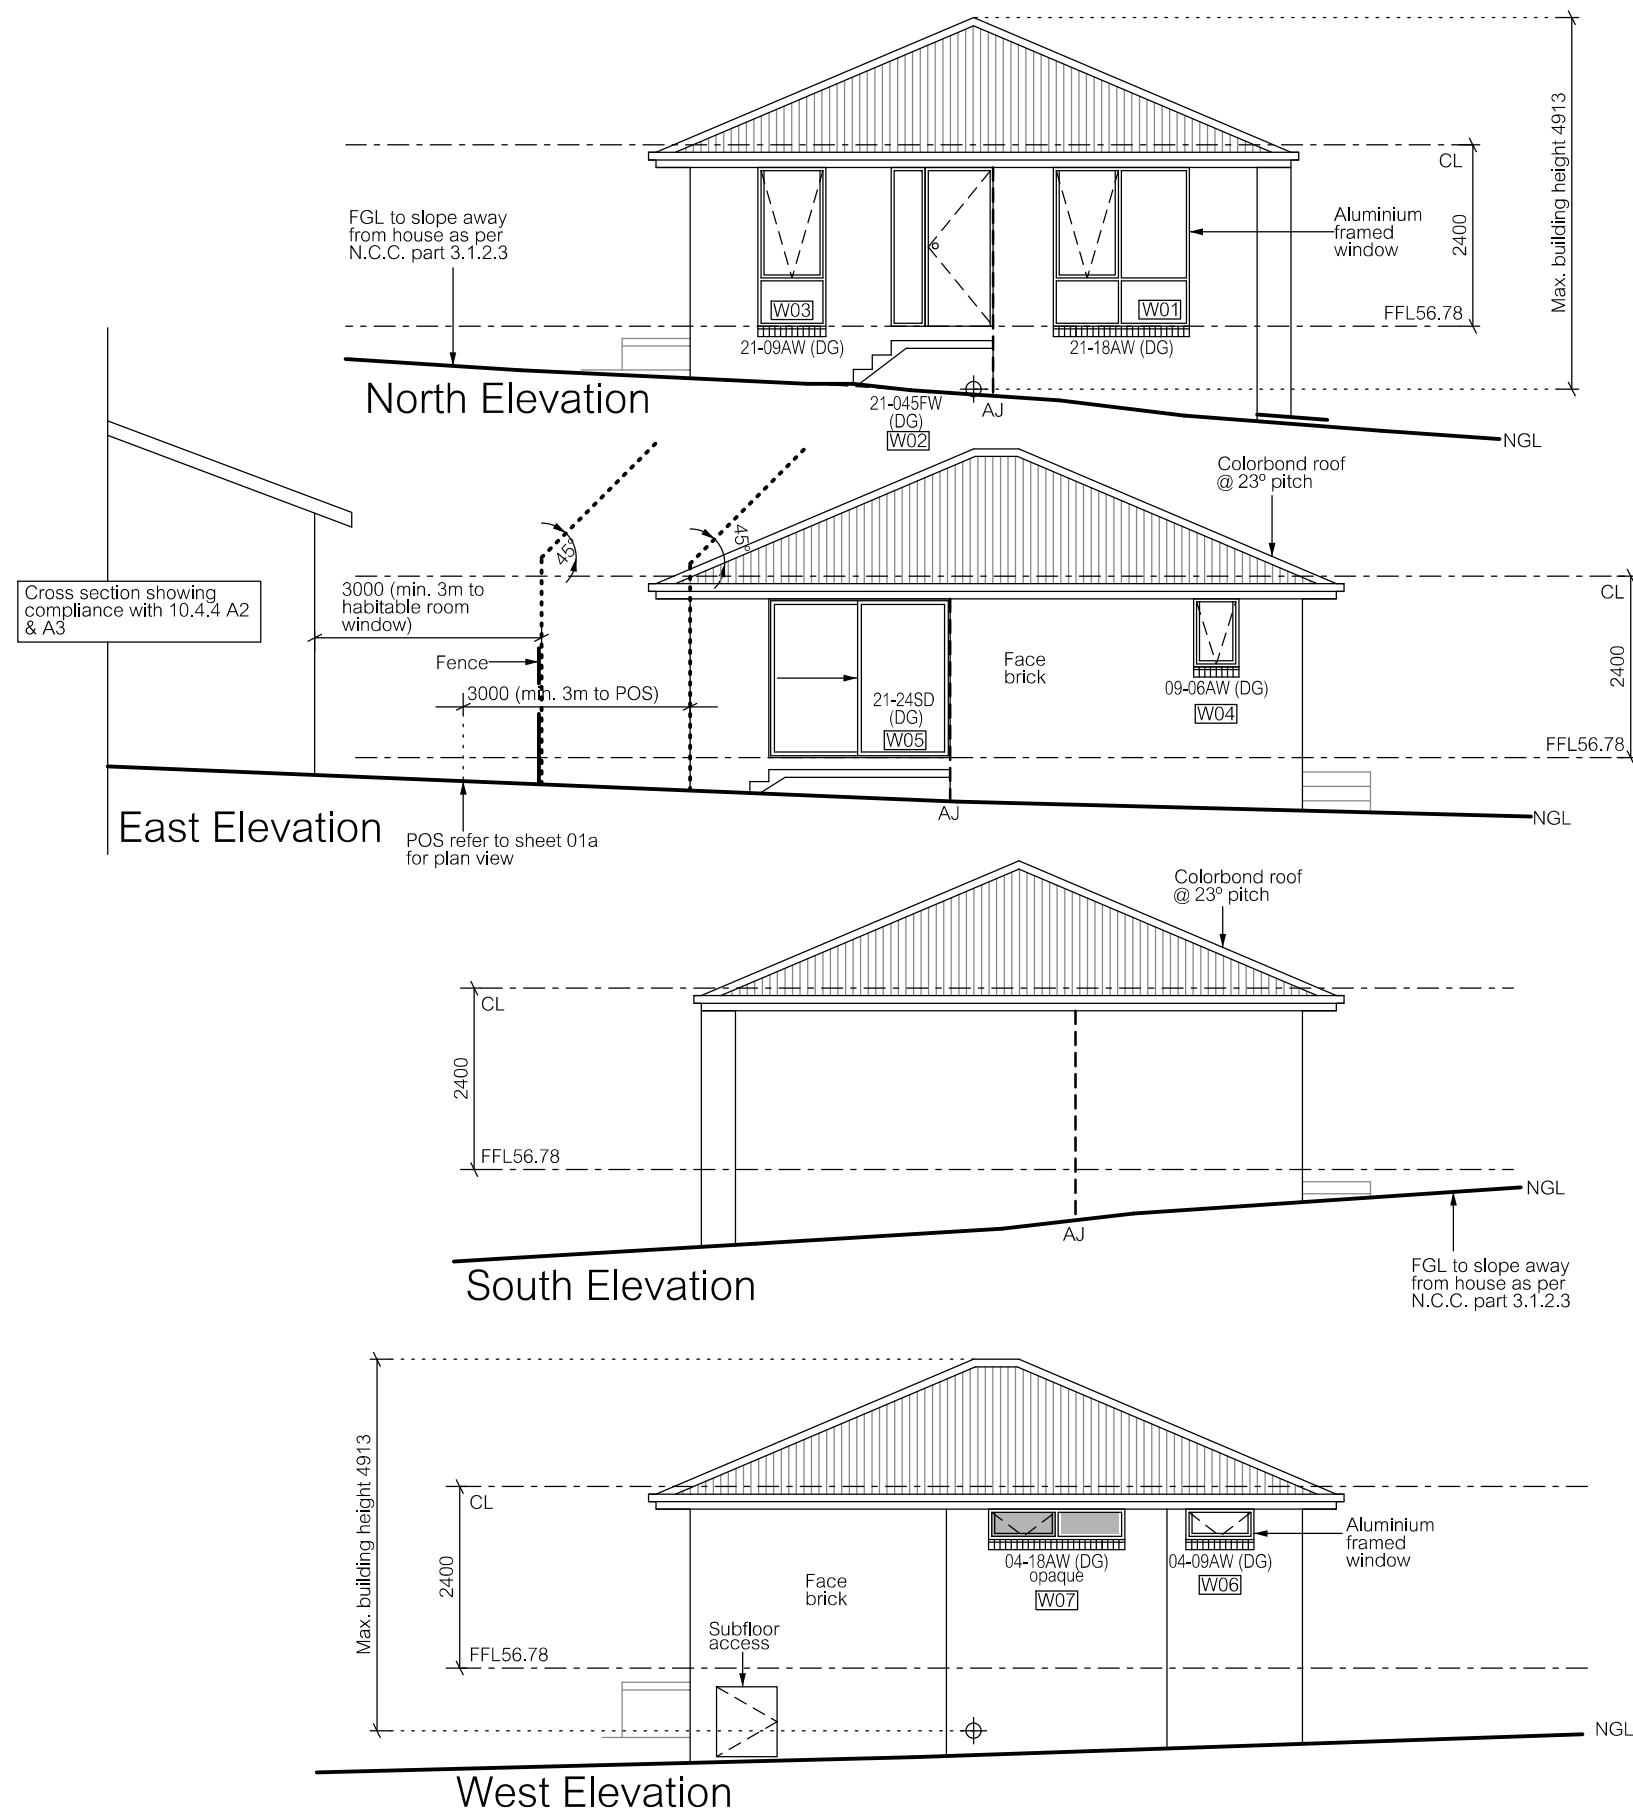 Max. building height 4913
CL
2400
FGL to slope away
from house as per
N.C.C. part 3.1.2.3
Aluminium
framed
window
FFL56.78
W03
W01
21-09AW (DG)
21-18AW (DG)
North Elevation
21-045FW
(DG)
W02
AJ
NGL
Colorbond roof
@ 23º pitch
45°
45°
CL
Cross section showing
compliance with 10.4.4 A2
& A3
3000 (min. 3m to
habitable room
window)
Fence
Face
brick
2400
3000 (min. 3m to POS)
21-24SD
(DG)
W05
09-06AW (DG)
W04
FFL56.78
East Elevation
AJ
NGL
POS refer to sheet 01a
for plan view
Colorbond roof
@ 23º pitch
CL
2400
FFL56.78
NGL
AJ
South Elevation
FGL to slope away
from house as per
N.C.C. part 3.1.2.3
Max. building height 4913
CL
2400
Aluminium
framed
window
04-18AW (DG)
opaque
W07
04-09AW (DG)
W06
Face
brick
Subfloor
access
FFL56.78
NGL
West Elevation